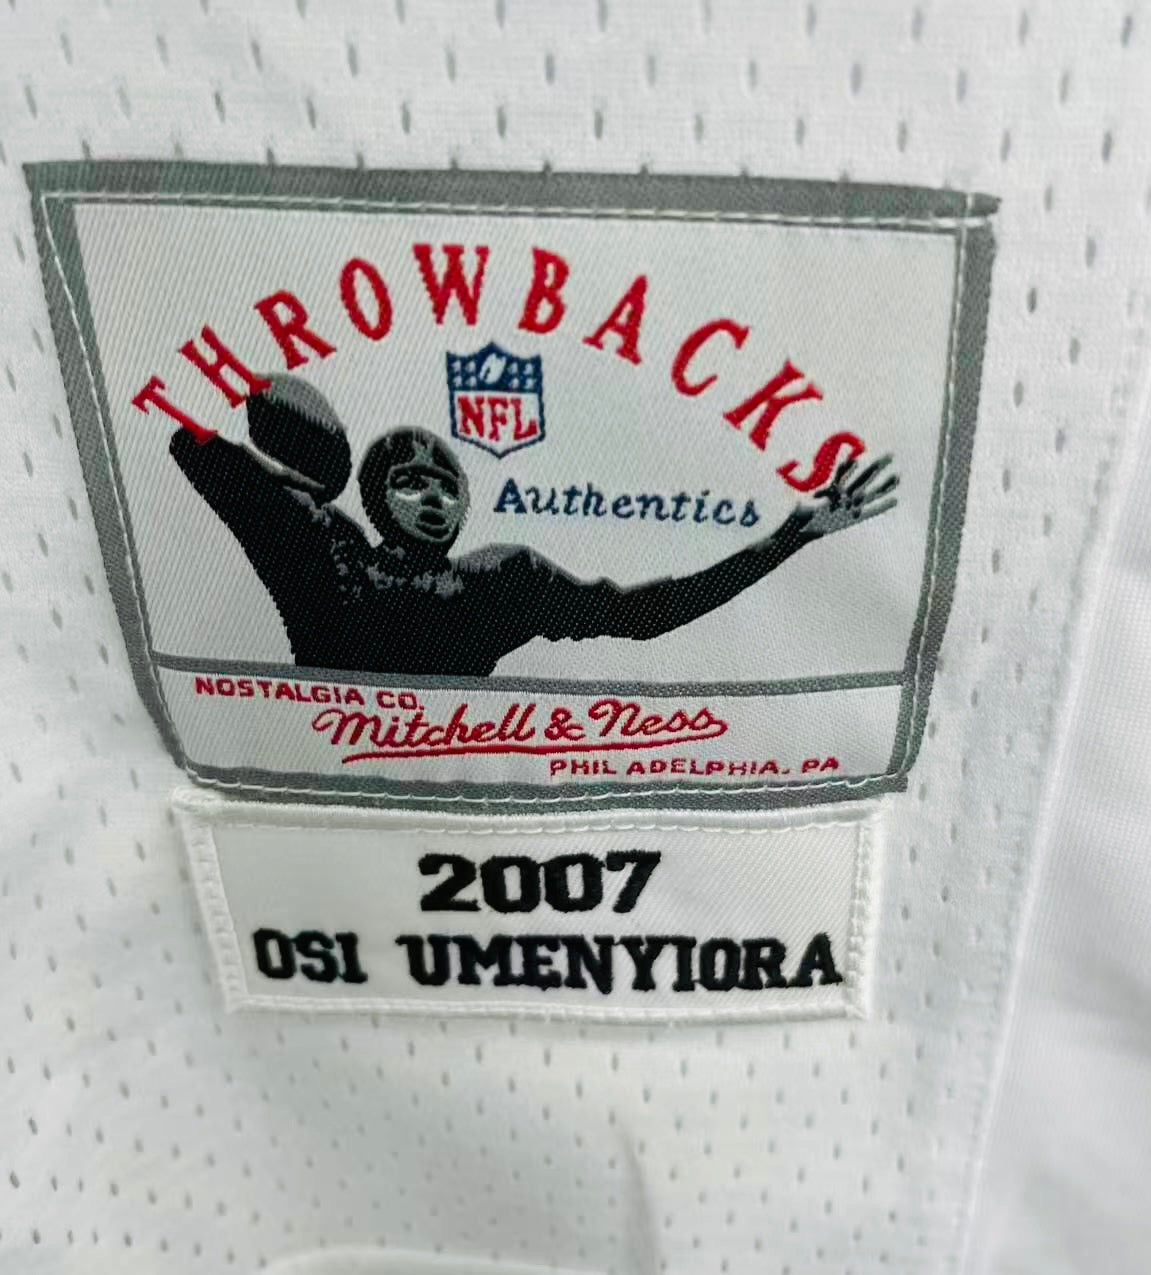 THROWBACKS
NFL
Authentics
NOSTALGIA CO.
Mitchell & Ness
PHILADELPHIA, PA
2007
OSI UMENYIORA